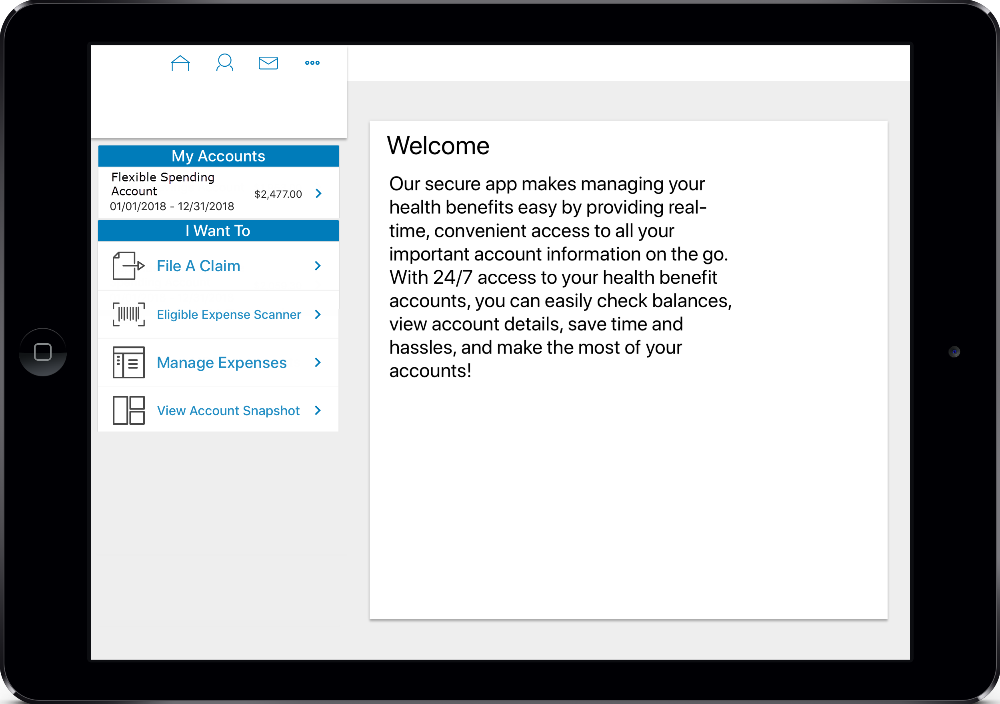 My Accounts
Flexible Spending
Account
$2,477.00
01/01/2018 - 12/31/2018
I Want To
File A Claim
Eligible Expense Scanner
Manage Expenses
View Account Snapshot
Welcome
Our secure app makes managing your
health benefits easy by providing real-
time, convenient access to all your
important account information on the go.
With 24/7 access to your health benefit
accounts, you can easily check balances,
view account details, save time and
hassles, and make the most of your
accounts!